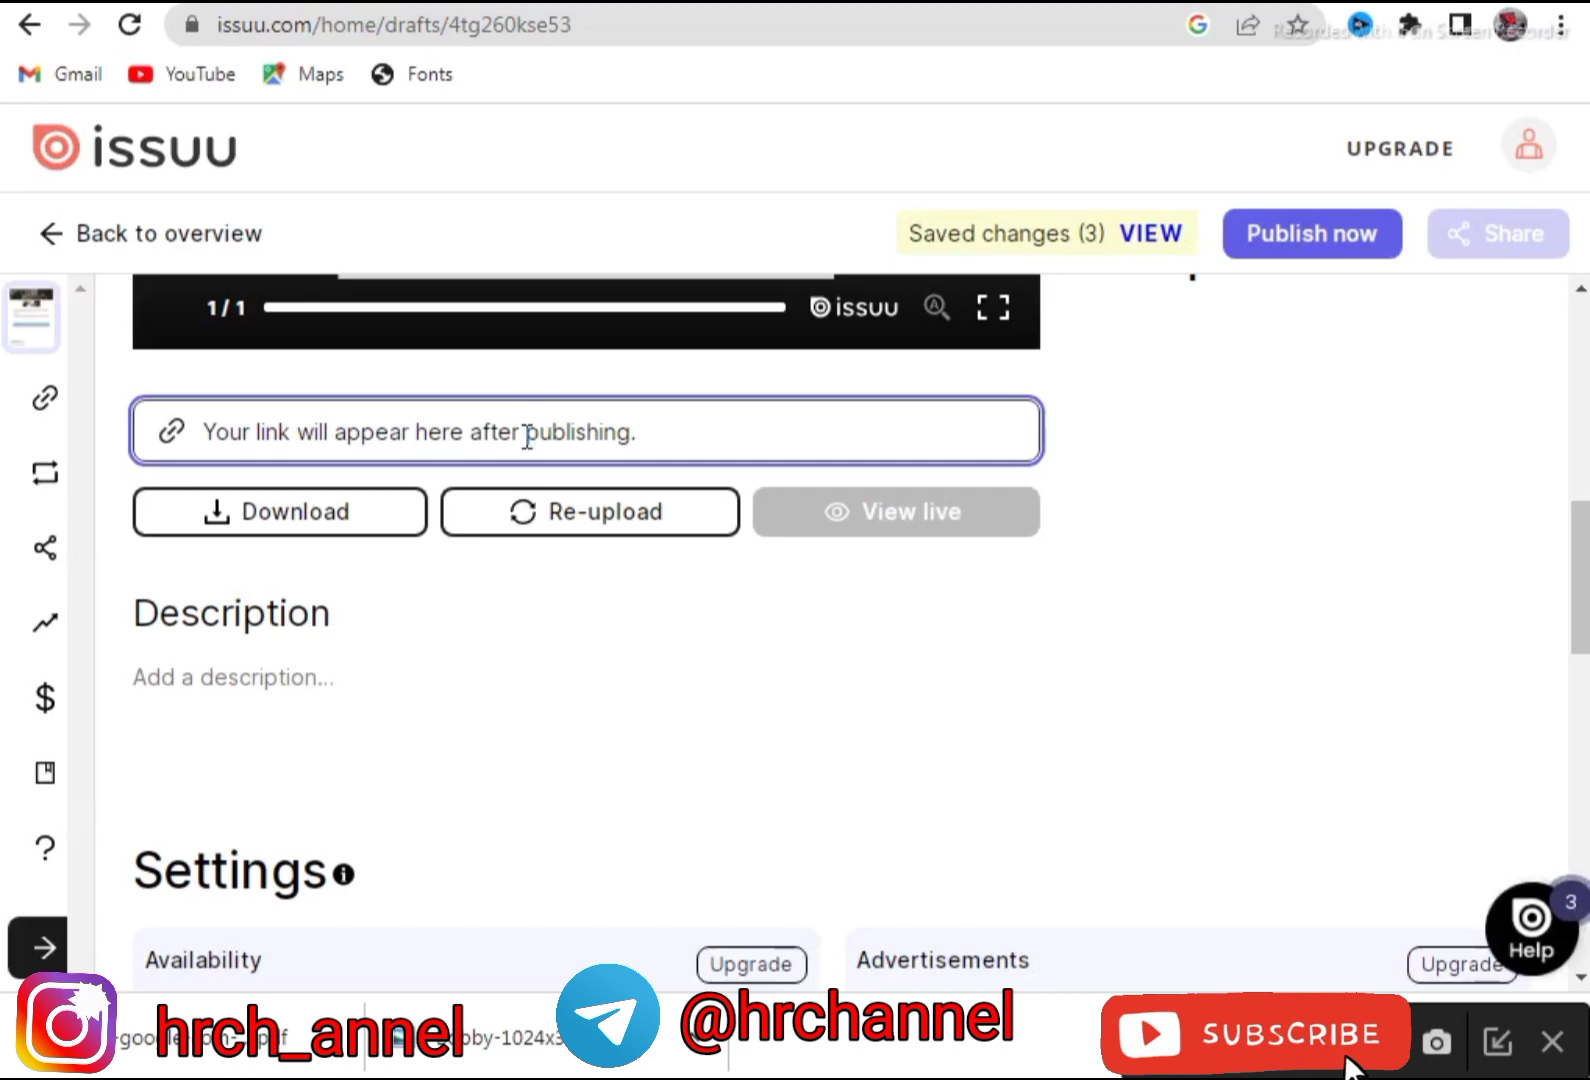 issuu.com/home/drafts/4tg260kse53
Gmail YouTube Maps Fonts
issuu
UPGRADE
Back to overview
Saved changes (3) VIEW
Publish now
Share
1/1
issuu
Your link will appear here after publishing.
Download
Re-upload
View live
Description
Add a description...
Settings
Availability
Upgrade
Advertisements
Upgrade
3
Help
hrch_annel
@hrchannel
SUBSCRIBE